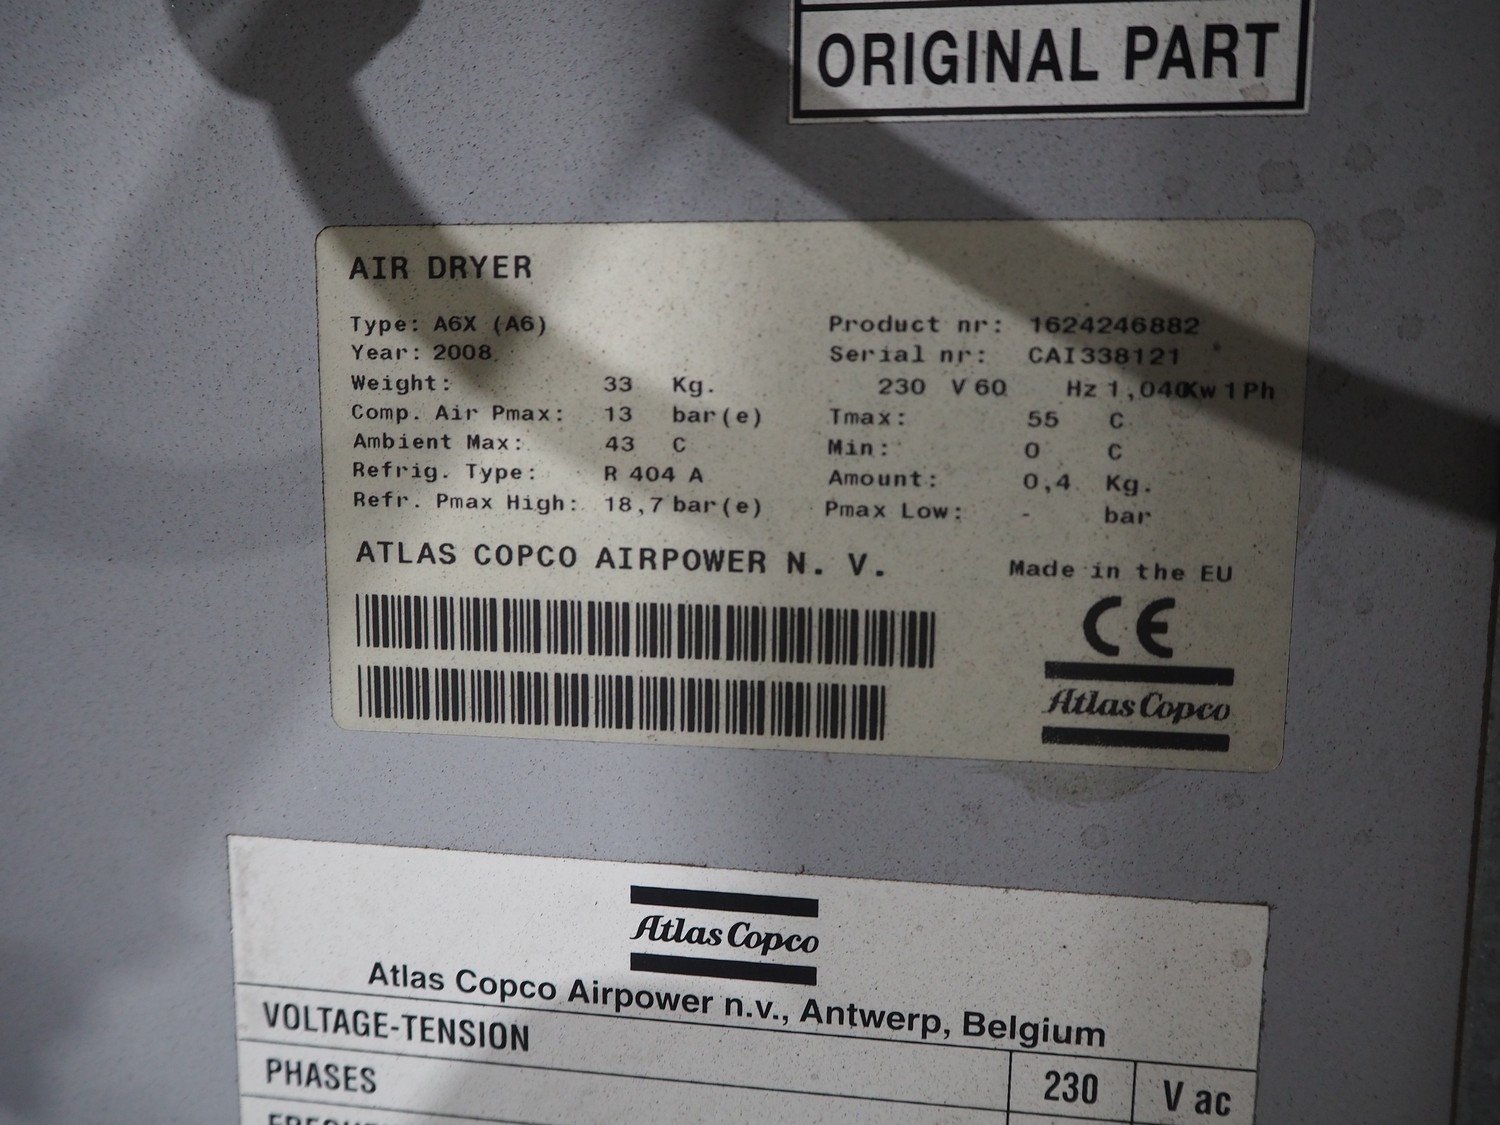 ORIGINAL PART
AIR DRYER
Type: A6X (A6)
Product nr: 1624246882
Year: 2008
Serial nr: CAI338121
Weight: 33 Kg.
230 V 60 Hz 1,040Kw 1Ph
Comp. Air Pmax: 13 bar(e)
Tmax: 55 C
Ambient Max: 43 C
Min: 0 C
Refrig. Type: R 404 A
Amount: 0,4 Kg.
Refr. Pmax High: 18,7 bar(e)
Pmax Low: - bar
ATLAS COPCO AIRPOWER N. V.
Made in the EU
CE
Atlas Copco
Atlas Copco
Atlas Copco Airpower n.v., Antwerp, Belgium
VOLTAGE-TENSION 230 V ac
PHASES